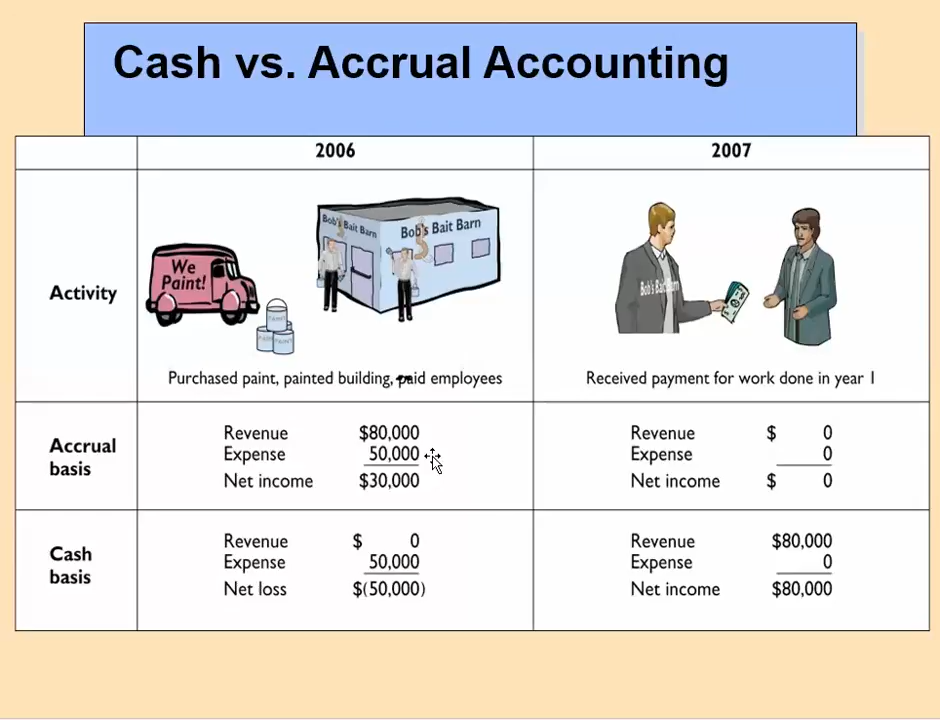 Cash vs. Accrual Accounting
2006
2007
Activity
We
Paint!
Bob's Bait Barn
Bob's Bait Barn
Purchased paint, painted building, paid employees
Bob's Bait Barn
Received payment for work done in year 1
Accrual
basis
Revenue $80,000
Expense 50,000
Net income $30,000
Revenue $ 0
Expense 0
Net income $ 0
Cash
basis
Revenue $ 0
Expense 50,000
Net loss $(50,000)
Revenue $80,000
Expense 0
Net income $80,000